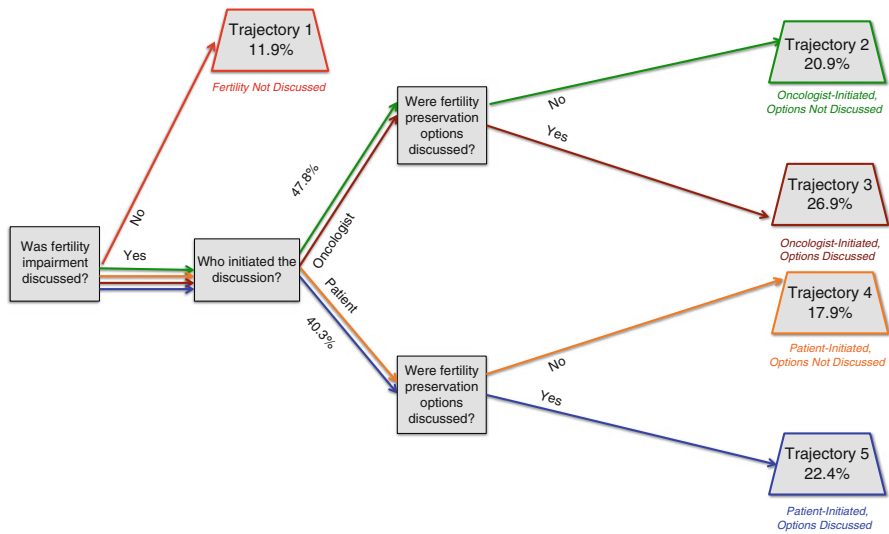 Trajectory 1
11.9%
Fertility Not Discussed
Trajectory 2
20.9%
Oncologist-Initiated,
Options Not Discussed
Were fertility
preservation
options
discussed?
No
Yes
47.8%
Oncologist
Trajectory 3
26.9%
Oncologist-Initiated,
Options Discussed
No
Was fertility
impairment
discussed?
Yes
Who initiated the
discussion?
Patient
40.3%
Trajectory 4
17.9%
Patient-Initiated,
Options Not Discussed
Were fertility
preservation
options
discussed?
No
Yes
Trajectory 5
22.4%
Patient-Initiated,
Options Discussed